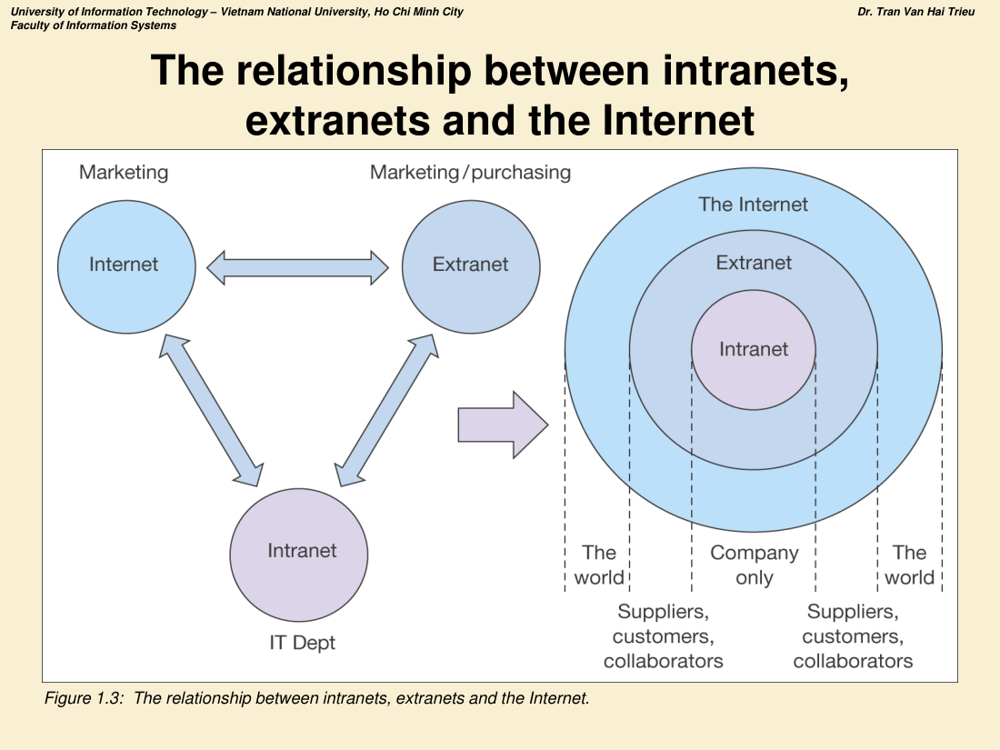 University of Information Technology – Vietnam National University, Ho Chi Minh City
Faculty of Information Systems
Dr. Tran Van Hai Trieu
The relationship between intranets,
extranets and the Internet
Marketing
Marketing/purchasing
Internet
Extranet
Intranet
IT Dept
The Internet
Extranet
Intranet
The
world
Company
only
The
world
Suppliers,
customers,
collaborators
Suppliers,
customers,
collaborators
Figure 1.3: The relationship between intranets, extranets and the Internet.